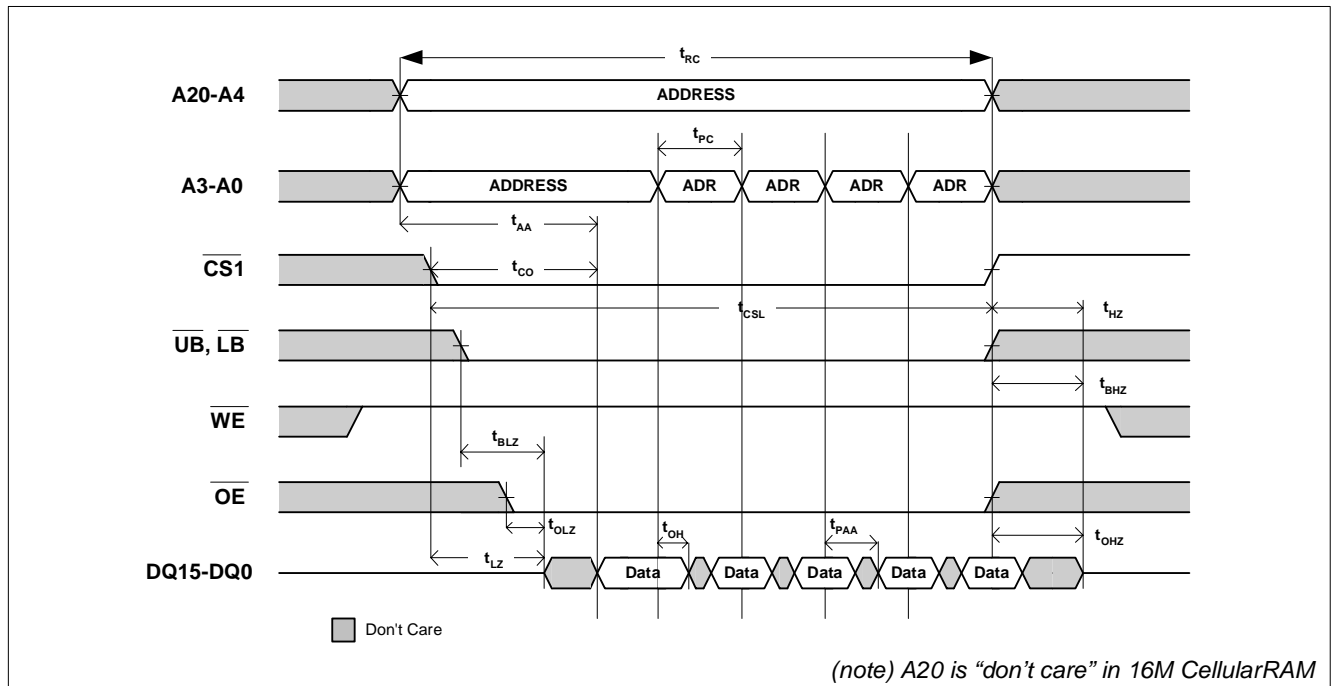 tRC
A20-A4
ADDRESS
tPC
A3-A0
ADDRESS
ADR
ADR
ADR
ADR
tAA
CS1
tCO
tCSL
tHZ
UB, LB
tBHZ
WE
tBLZ
OE
tOLZ
tOH
tPAA
tOHZ
tLZ
DQ15-DQ0
Data
Data
Data
Data
Data
Don't Care
(note) A20 is “don’t care” in 16M CellularRAM